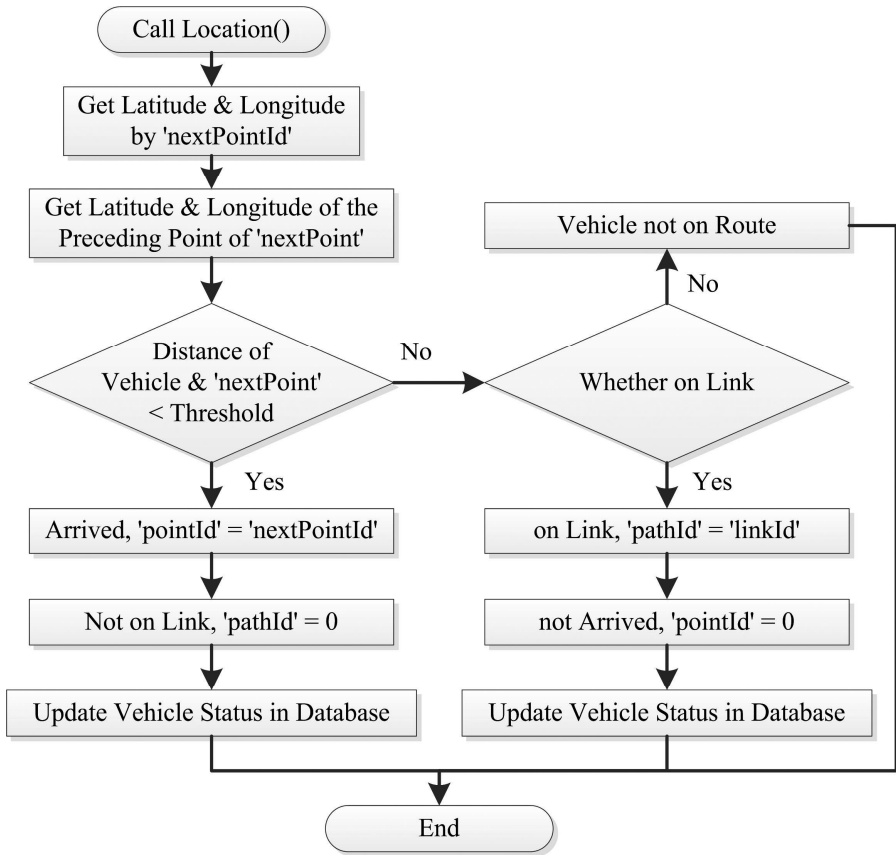 Call Location()
Get Latitude & Longitude
by 'nextPointId'
Get Latitude & Longitude of the
Preceding Point of 'nextPoint'
Distance of
Vehicle & 'nextPoint'
< Threshold
No
Whether on Link
No
Vehicle not on Route
Yes
Arrived, 'pointId' = 'nextPointId'
Not on Link, 'pathId' = 0
Update Vehicle Status in Database
Yes
on Link, 'pathId' = 'linkId'
not Arrived, 'pointId' = 0
Update Vehicle Status in Database
End